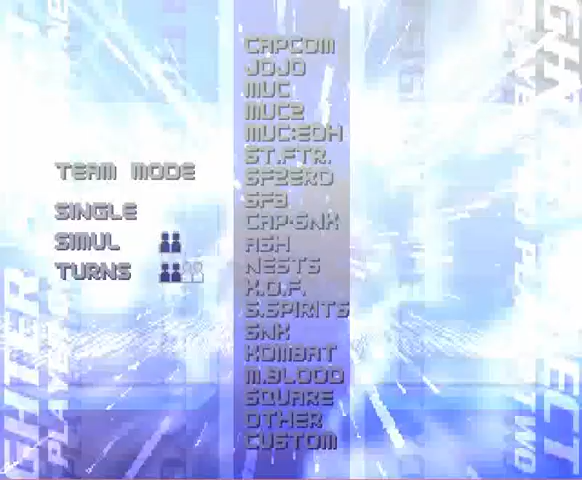 TEAM MODE
SINGLE
SIMUL
TURNS
CAPCOM
JOJO
MVC
MVC2
MVC:EOH
ST.FTR.
SFZERO
SF3
CAP·SNK
ASH
NESTS
K.O.F.
S.SPIRITS
SNK
KOMBAT
M.BLOOD
SQUARE
OTHER
CUSTOM